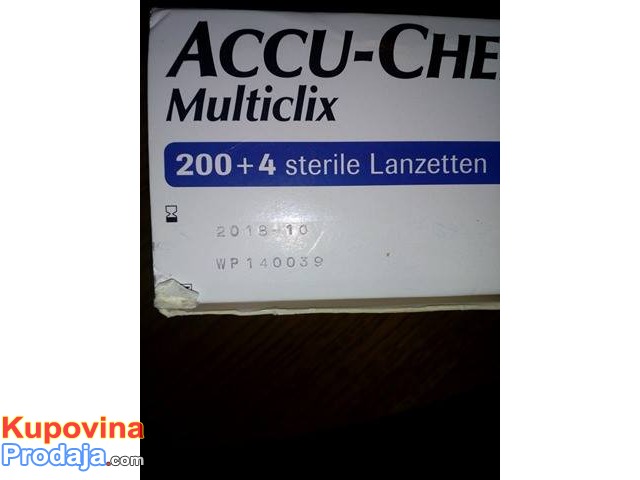 ACCU-CHE
Multiclix
200+4 sterile Lanzetten
2018-10
WP140039
Kupovina
Prodaja.com